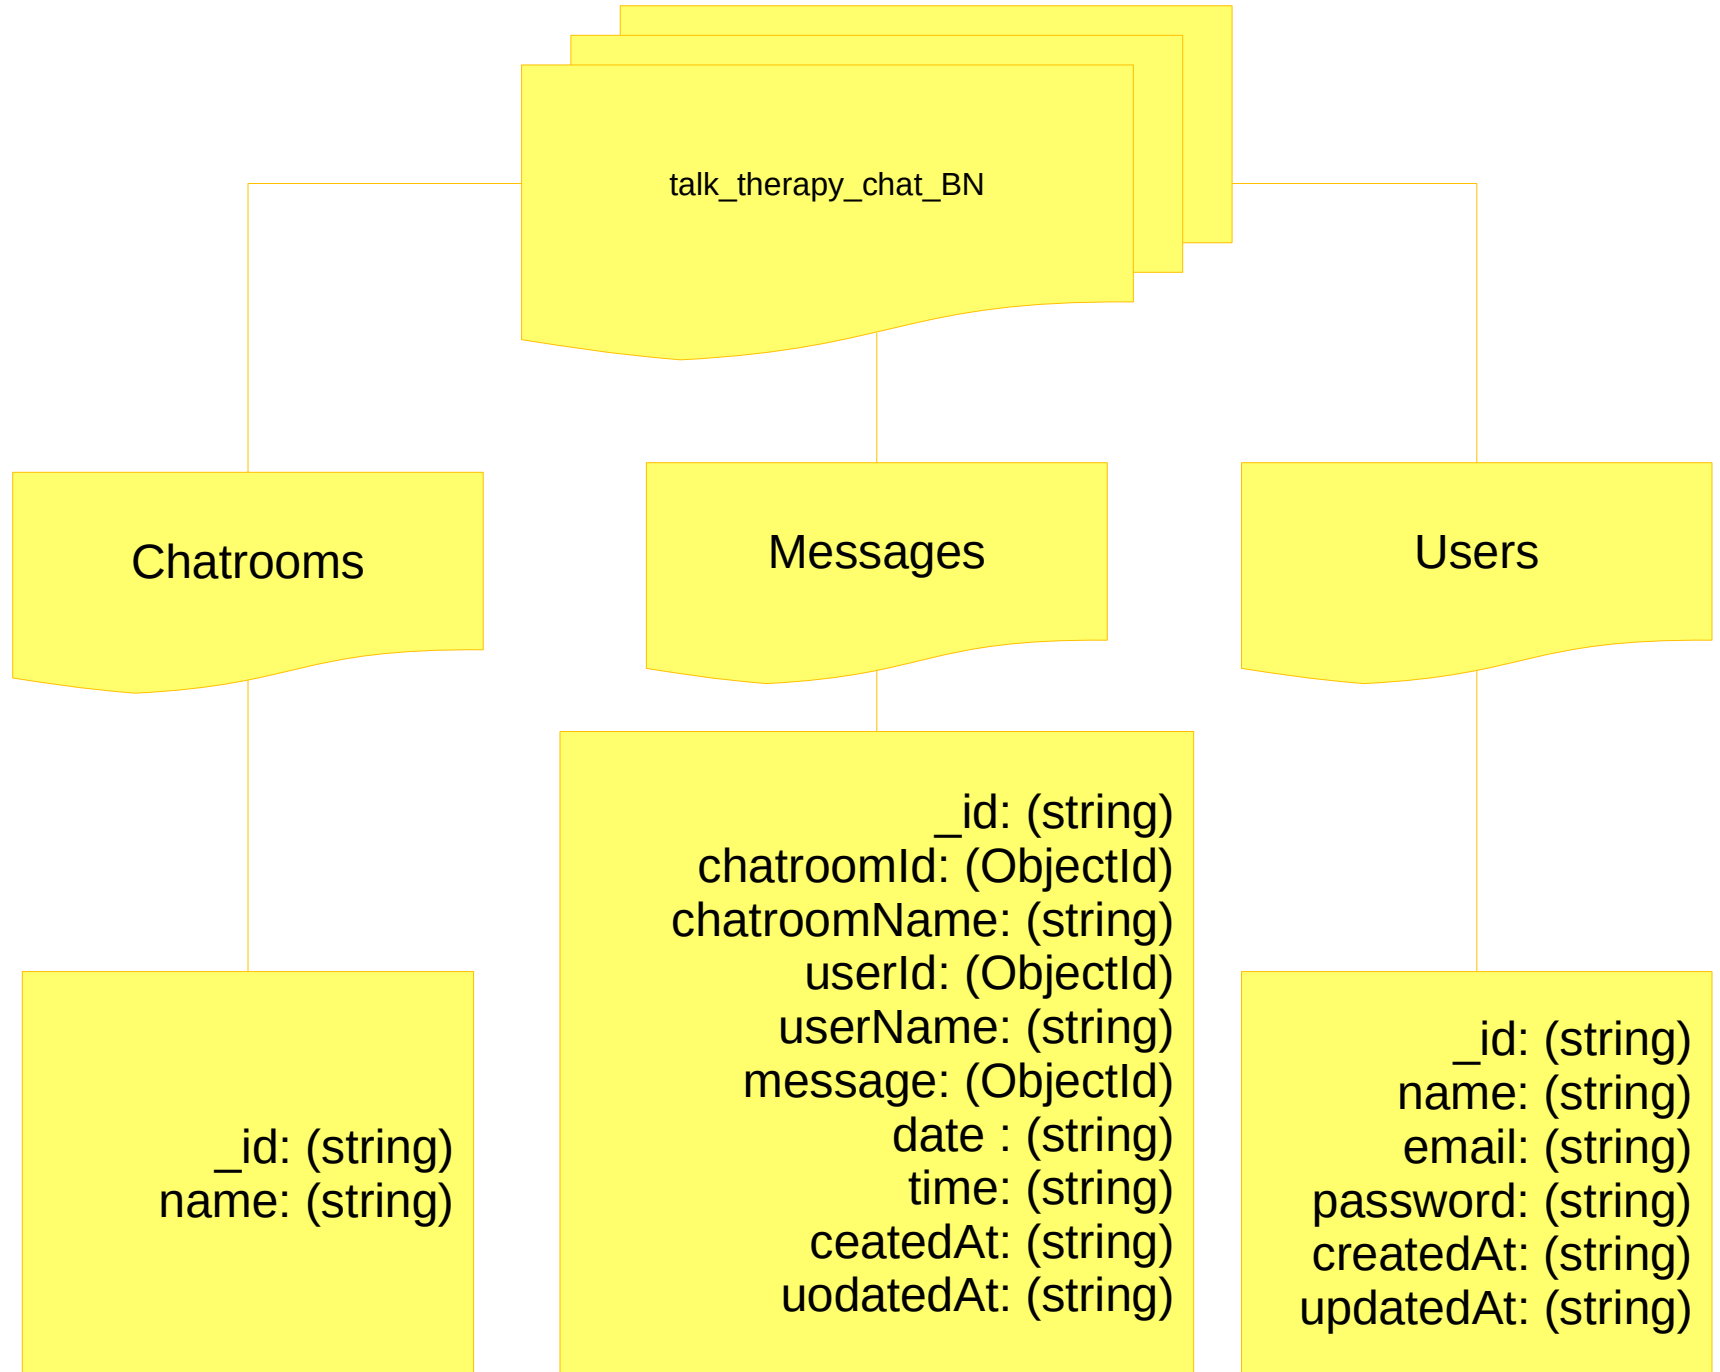 talk_therapy_chat_BN
Chatrooms
Messages
Users
_id: (string)
name: (string)
_id: (string)
chatroomId: (ObjectId)
chatroomName: (string)
userId: (ObjectId)
userName: (string)
message: (ObjectId)
date : (string)
time: (string)
ceatedAt: (string)
uodatedAt: (string)
_id: (string)
name: (string)
email: (string)
password: (string)
createdAt: (string)
updatedAt: (string)